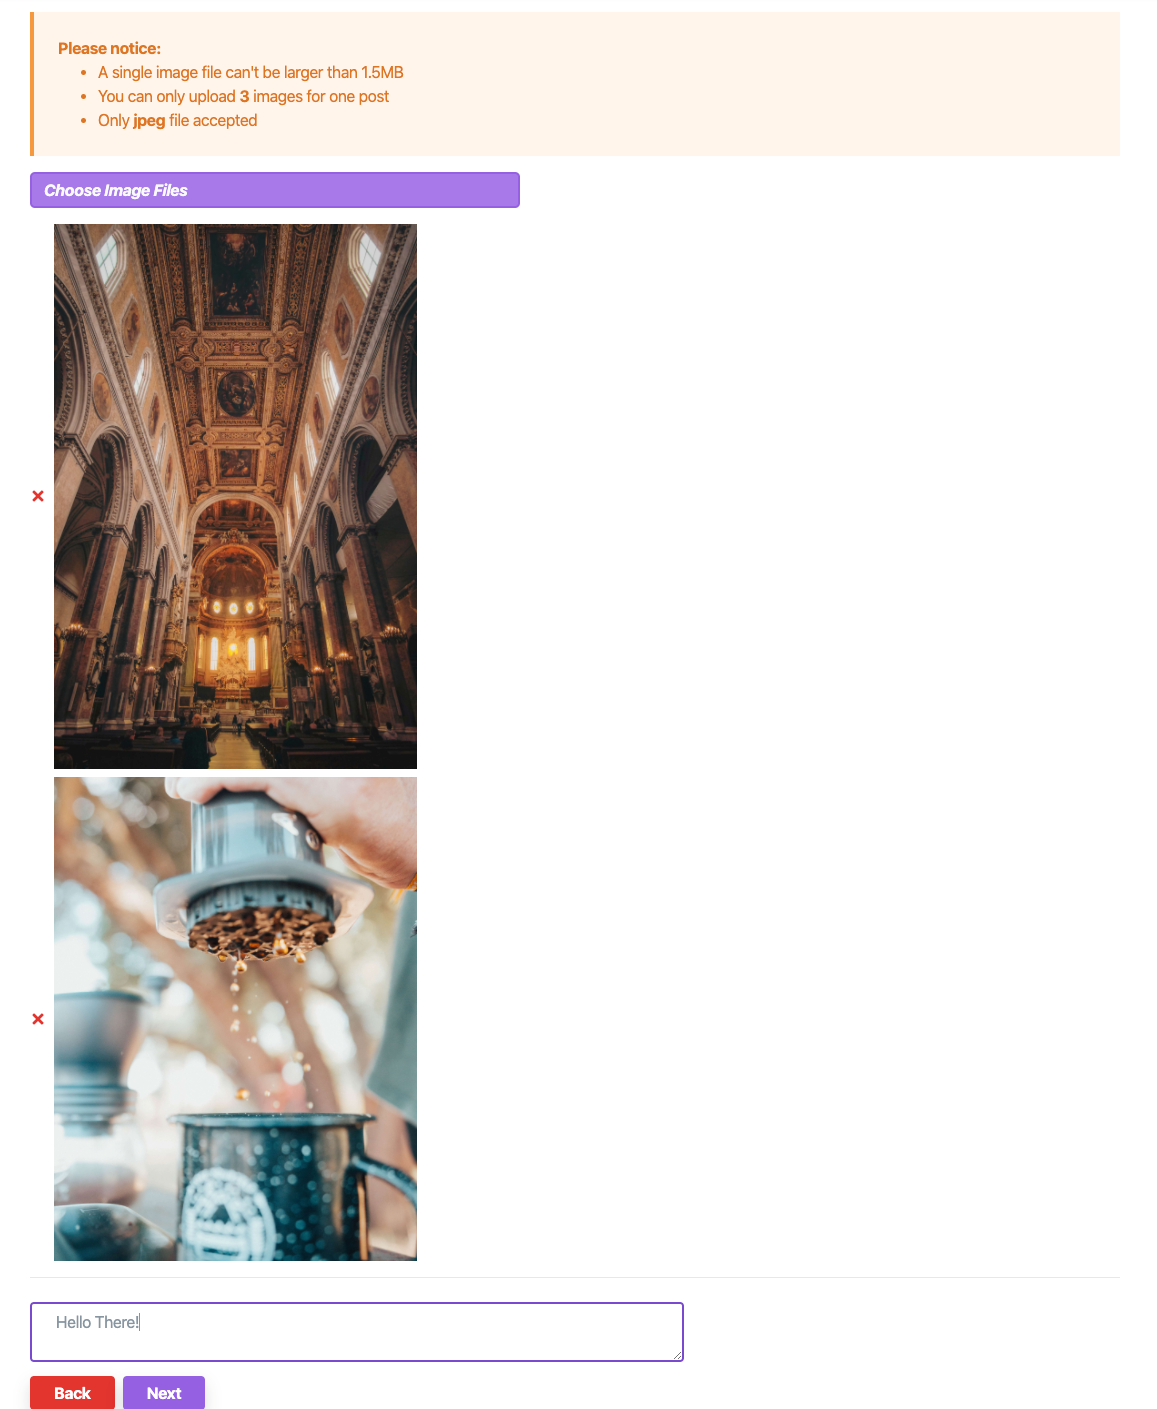 Please notice:
A single image file can't be larger than 1.5MB
You can only upload 3 images for one post
Only jpeg file accepted
Choose Image Files
Hello There!
Back
Next